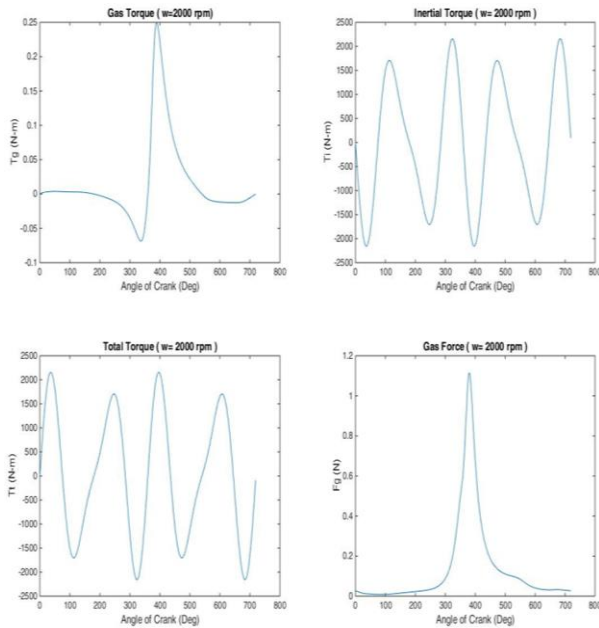 Gas Torque ( w=2000 rpm)
Tg (N-m)
0.25
0.2
0.15
0.1
0.05
0
-0.05
-0.1
0 100 200 300 400 500 600 700 800
Angle of Crank (Deg)
Inertial Torque ( w= 2000 rpm )
Ti (N-m)
2500
2000
1500
1000
500
0
-500
-1000
-1500
-2000
-2500
0 100 200 300 400 500 600 700 800
Angle of Crank (Deg)
Total Torque ( w= 2000 rpm )
Tt (N-m)
2500
2000
1500
1000
500
0
-500
-1000
-1500
-2000
-2500
0 100 200 300 400 500 600 700 800
Angle of Crank (Deg)
Gas Force ( w= 2000 rpm )
Fg (N)
1.2
1
0.8
0.6
0.4
0.2
0
0 100 200 300 400 500 600 700 800
Angle of Crank (Deg)